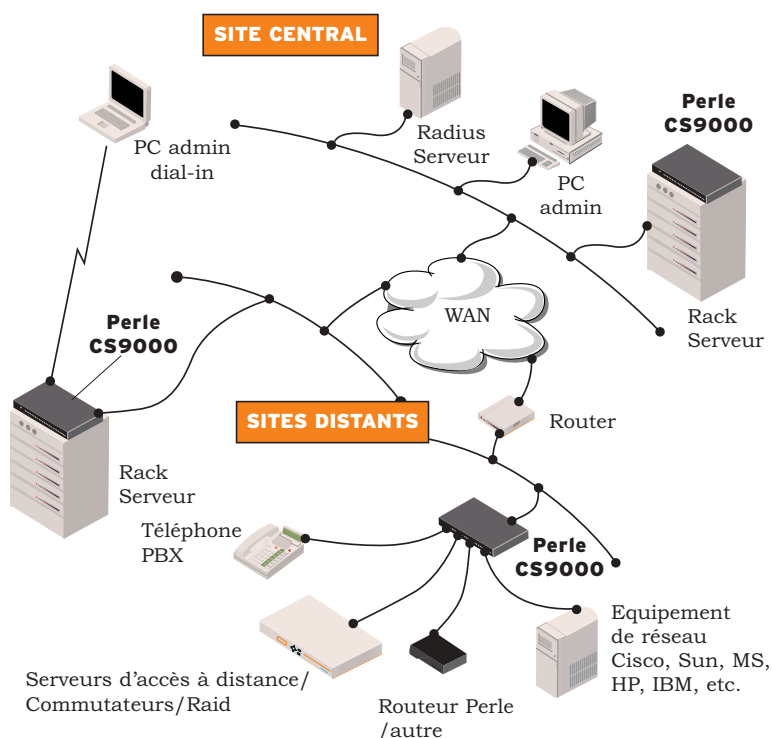 SITE CENTRAL
PC admin
dial-in
Radius
Serveur
PC
admin
Perle
CS9000
Rack
Serveur
WAN
Perle
CS9000
Rack
Serveur
SITES DISTANTS
Router
Téléphone
PBX
Perle
CS9000
Serveurs d'accès à distance/
Commutateurs/Raid
Routeur Perle
/autre
Equipement
de réseau
Cisco, Sun, MS,
HP, IBM, etc.